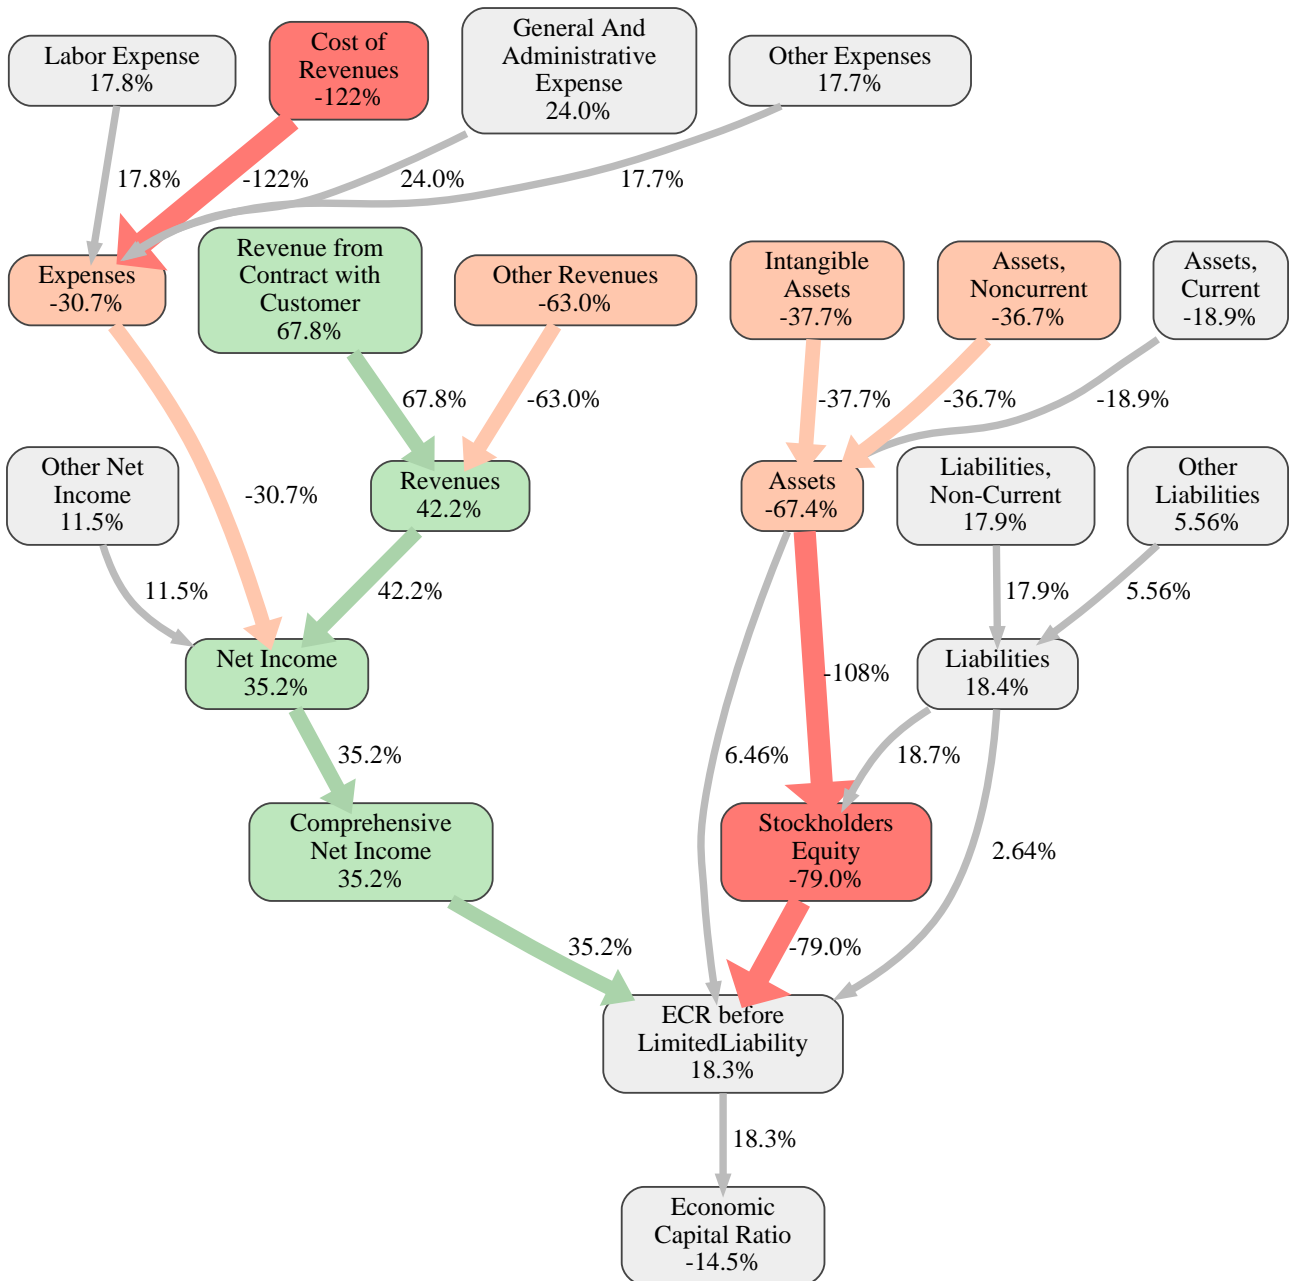 Labor Expense
17.8%
Cost of
Revenues
-122%
General And
Administrative
Expense
24.0%
Other Expenses
17.7%
17.8%
-122%
24.0%
17.7%
Expenses
-30.7%
Revenue from
Contract with
Customer
67.8%
Other Revenues
-63.0%
Intangible
Assets
-37.7%
Assets,
Noncurrent
-36.7%
Assets,
Current
-18.9%
67.8%
-63.0%
-37.7%
-36.7%
-18.9%
Other Net
Income
11.5%
-30.7%
Revenues
42.2%
Assets
-67.4%
Liabilities,
Non-Current
17.9%
Other
Liabilities
5.56%
11.5%
42.2%
17.9%
5.56%
Net Income
35.2%
-108%
Liabilities
18.4%
35.2%
6.46%
18.7%
Comprehensive
Net Income
35.2%
Stockholders
Equity
-79.0%
2.64%
35.2%
-79.0%
ECR before
LimitedLiability
18.3%
18.3%
Economic
Capital Ratio
-14.5%